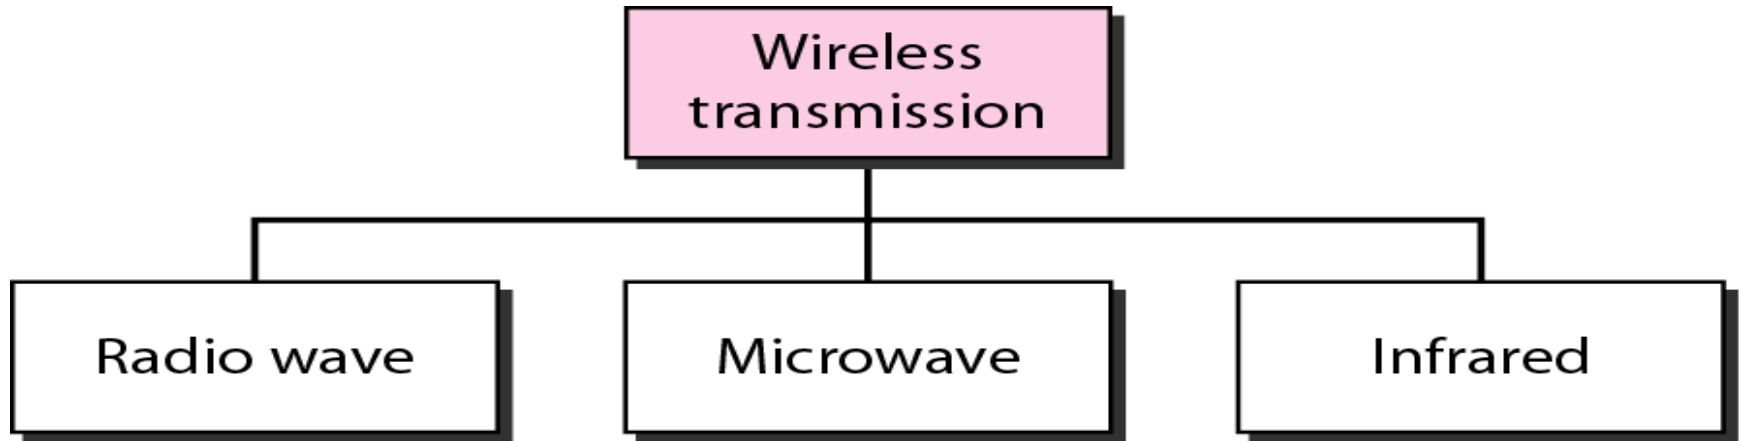 Wireless
transmission
Radio wave
Microwave
Infrared